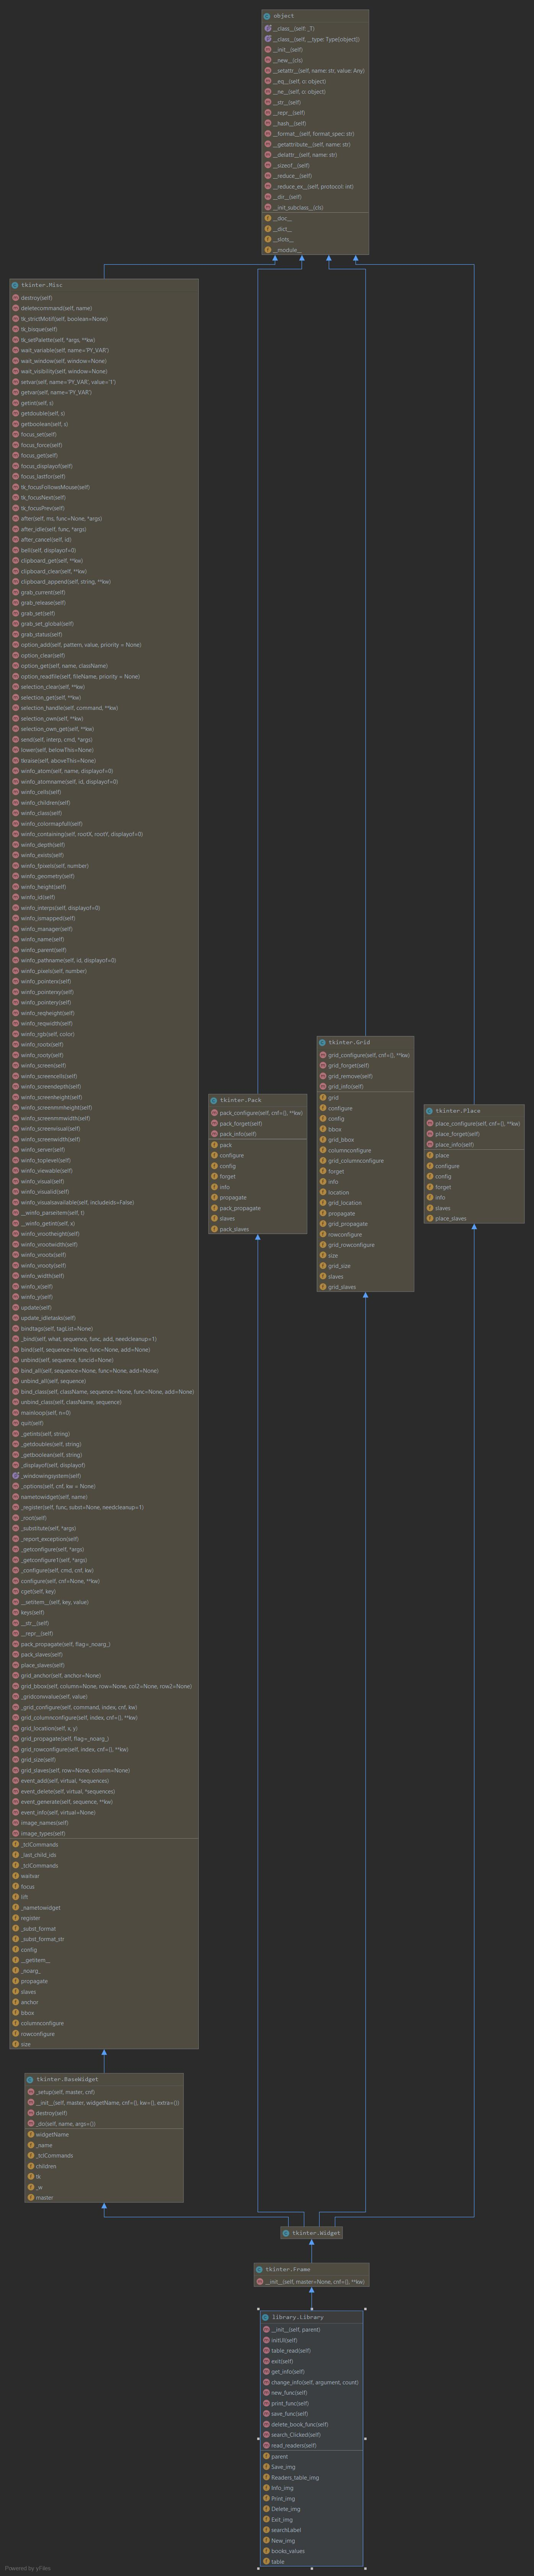 object
__class__(self: _T)
__class__(self, __type: Type[object])
__init__(self)
__new__(cls)
__setattr__(self, name: str, value: Any)
__eq__(self, o: object)
__ne__(self, o: object)
__str__(self)
__repr__(self)
__hash__(self)
__format__(self, format_spec: str)
__getattribute__(self, name: str)
__delattr__(self, name: str)
__sizeof__(self)
__reduce__(self)
__reduce_ex__(self, protocol: int)
__dir__(self)
__init_subclass__(cls)
__doc__
__dict__
__slots__
__module__
tkinter.Misc
destroy(self)
deletecommand(self, name)
tk_strictMotif(self, boolean=None)
tk_bisque(self)
tk_setPalette(self, *args, **kw)
wait_variable(self, name='PY_VAR')
wait_window(self, window=None)
wait_visibility(self, window=None)
setvar(self, name='PY_VAR', value='1')
getvar(self, name='PY_VAR')
getint(self, s)
getdouble(self, s)
getboolean(self, s)
focus_set(self)
focus_force(self)
focus_get(self)
focus_displayof(self)
focus_lastfor(self)
tk_focusFollowsMouse(self)
tk_focusNext(self)
tk_focusPrev(self)
after(self, ms, func=None, *args)
after_idle(self, func, *args)
after_cancel(self, id)
bell(self, displayof=0)
clipboard_get(self, **kw)
clipboard_clear(self, **kw)
clipboard_append(self, string, **kw)
grab_current(self)
grab_release(self)
grab_set(self)
grab_set_global(self)
grab_status(self)
option_add(self, pattern, value, priority = None)
option_clear(self)
option_get(self, name, className)
option_readfile(self, fileName, priority = None)
selection_clear(self, **kw)
selection_get(self, **kw)
selection_handle(self, command, **kw)
selection_own(self, **kw)
selection_own_get(self, **kw)
send(self, interp, cmd, *args)
lower(self, belowThis=None)
tkraise(self, aboveThis=None)
winfo_atom(self, name, displayof=0)
winfo_atomname(self, id, displayof=0)
winfo_cells(self)
winfo_children(self)
winfo_class(self)
winfo_colormapfull(self)
winfo_containing(self, rootX, rootY, displayof=0)
winfo_depth(self)
winfo_exists(self)
winfo_fpixels(self, number)
winfo_geometry(self)
winfo_height(self)
winfo_id(self)
winfo_interps(self, displayof=0)
winfo_ismapped(self)
winfo_manager(self)
winfo_name(self)
winfo_parent(self)
winfo_pathname(self, id, displayof=0)
winfo_pixels(self, number)
winfo_pointerx(self)
winfo_pointerxy(self)
winfo_pointery(self)
winfo_reqheight(self)
winfo_reqwidth(self)
winfo_rgb(self, color)
winfo_rootx(self)
winfo_rooty(self)
winfo_screen(self)
winfo_screencells(self)
winfo_screendepth(self)
winfo_screenheight(self)
winfo_screenmmheight(self)
winfo_screenmmwidth(self)
winfo_screenvisual(self)
winfo_screenwidth(self)
winfo_server(self)
winfo_toplevel(self)
winfo_viewable(self)
winfo_visual(self)
winfo_visualid(self)
winfo_visualsavailable(self, includeids=False)
__winfo_parseitem(self, t)
__winfo_getint(self, x)
winfo_vrootheight(self)
winfo_vrootwidth(self)
winfo_vrootx(self)
winfo_vrooty(self)
winfo_width(self)
winfo_x(self)
winfo_y(self)
update(self)
update_idletasks(self)
bindtags(self, tagList=None)
_bind(self, what, sequence, func, add, needcleanup=1)
bind(self, sequence=None, func=None, add=None)
unbind(self, sequence, funcid=None)
bind_all(self, sequence=None, func=None, add=None)
unbind_all(self, sequence)
bind_class(self, className, sequence=None, func=None, add=None)
unbind_class(self, className, sequence)
mainloop(self, n=0)
quit(self)
_getints(self, string)
_getdoubles(self, string)
_getboolean(self, string)
_displayof(self, displayof)
_windowingsystem(self)
_options(self, cnf, kw = None)
nametowidget(self, name)
_register(self, func, subst=None, needcleanup=1)
_root(self)
_substitute(self, *args)
_report_exception(self)
_getconfigure(self, *args)
_getconfigure1(self, *args)
_configure(self, cmd, cnf, kw)
configure(self, cnf=None, **kw)
cget(self, key)
__setitem__(self, key, value)
keys(self)
__str__(self)
__repr__(self)
pack_propagate(self, flag=_noarg_)
pack_slaves(self)
place_slaves(self)
grid_anchor(self, anchor=None)
grid_bbox(self, column=None, row=None, col2=None, row2=None)
_gridconvvalue(self, value)
_grid_configure(self, command, index, cnf, kw)
grid_columnconfigure(self, index, cnf={}, **kw)
grid_location(self, x, y)
grid_propagate(self, flag=_noarg_)
grid_rowconfigure(self, index, cnf={}, **kw)
grid_size(self)
grid_slaves(self, row=None, column=None)
event_add(self, virtual, *sequences)
event_delete(self, virtual, *sequences)
event_generate(self, sequence, **kw)
event_info(self, virtual=None)
image_names(self)
image_types(self)
_tclCommands
_last_child_ids
_tclCommands
waitvar
focus
lift
_nametowidget
register
_subst_format
_subst_format_str
config
__getitem__
_noarg_
propagate
slaves
anchor
bbox
columnconfigure
rowconfigure
size
tkinter.Pack
pack_configure(self, cnf={}, **kw)
pack_forget(self)
pack_info(self)
pack
configure
config
forget
info
propagate
pack_propagate
slaves
pack_slaves
tkinter.Grid
grid_configure(self, cnf={}, **kw)
grid_forget(self)
grid_remove(self)
grid_info(self)
grid
configure
config
bbox
grid_bbox
columnconfigure
grid_columnconfigure
forget
info
location
grid_location
propagate
grid_propagate
rowconfigure
grid_rowconfigure
size
grid_size
slaves
grid_slaves
tkinter.Place
place_configure(self, cnf={}, **kw)
place_forget(self)
place_info(self)
place
configure
config
forget
info
slaves
place_slaves
tkinter.BaseWidget
_setup(self, master, cnf)
__init__(self, master, widgetName, cnf={}, kw={}, extra=())
destroy(self)
_do(self, name, args=())
widgetName
_name
_tclCommands
children
tk
_w
master
tkinter.Widget
tkinter.Frame
__init__(self, master=None, cnf={}, **kw)
library.Library
__init__(self, parent)
initUI(self)
table_read(self)
exit(self)
get_info(self)
change_info(self, argument, count)
new_func(self)
print_func(self)
save_func(self)
delete_book_func(self)
search_Clicked(self)
read_readers(self)
parent
Save_img
Readers_table_img
Info_img
Print_img
Delete_img
Exit_img
searchLabel
New_img
books_values
table
Powered by yFiles